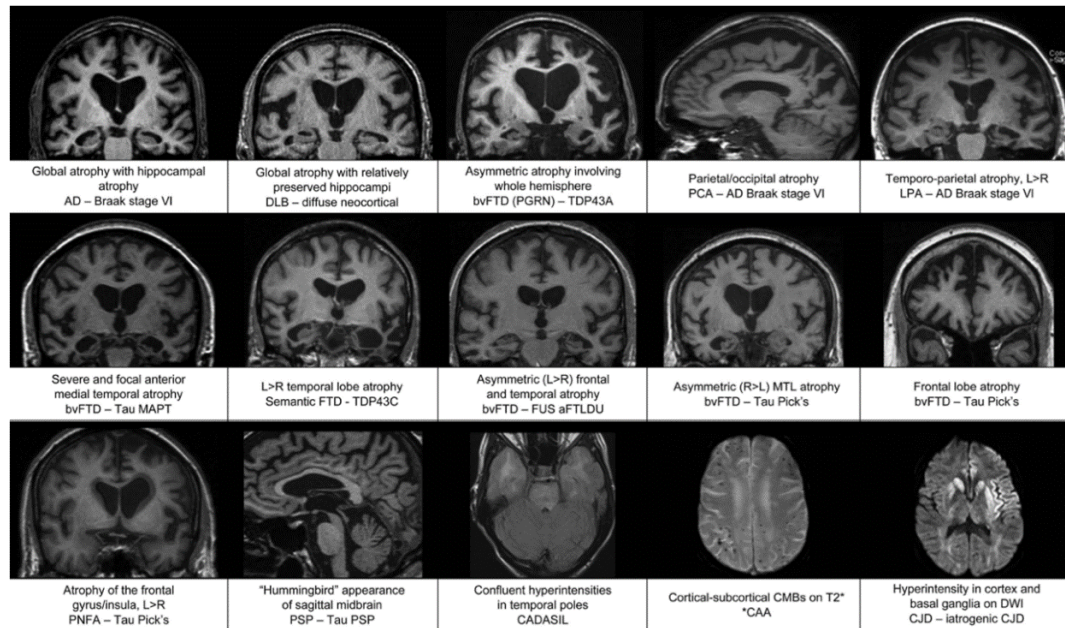 Global atrophy with hippocampal
atrophy
AD – Braak stage VI
Global atrophy with relatively
preserved hippocampi
DLB – diffuse neocortical
Asymmetric atrophy involving
whole hemisphere
bvFTD (PGRN) – TDP43A
Parietal/occipital atrophy
PCA – AD Braak stage VI
Temporo-parietal atrophy, L>R
LPA – AD Braak stage VI
Severe and focal anterior
medial temporal atrophy
bvFTD – Tau MAPT
L>R temporal lobe atrophy
Semantic FTD - TDP43C
Asymmetric (L>R) frontal
and temporal atrophy
bvFTD – FUS aFTLDU
Asymmetric (R>L) MTL atrophy
bvFTD – Tau Pick's
Frontal lobe atrophy
bvFTD – Tau Pick's
Atrophy of the frontal
gyrus/insula, L>R
PNFA – Tau Pick's
“Hummingbird” appearance
of sagittal midbrain
PSP – Tau PSP
Confluent hyperintensities
in temporal poles
CADASIL
Cortical-subcortical CMBs on T2*
*CAA
Hyperintensity in cortex and
basal ganglia on DWI
CJD – iatrogenic CJD